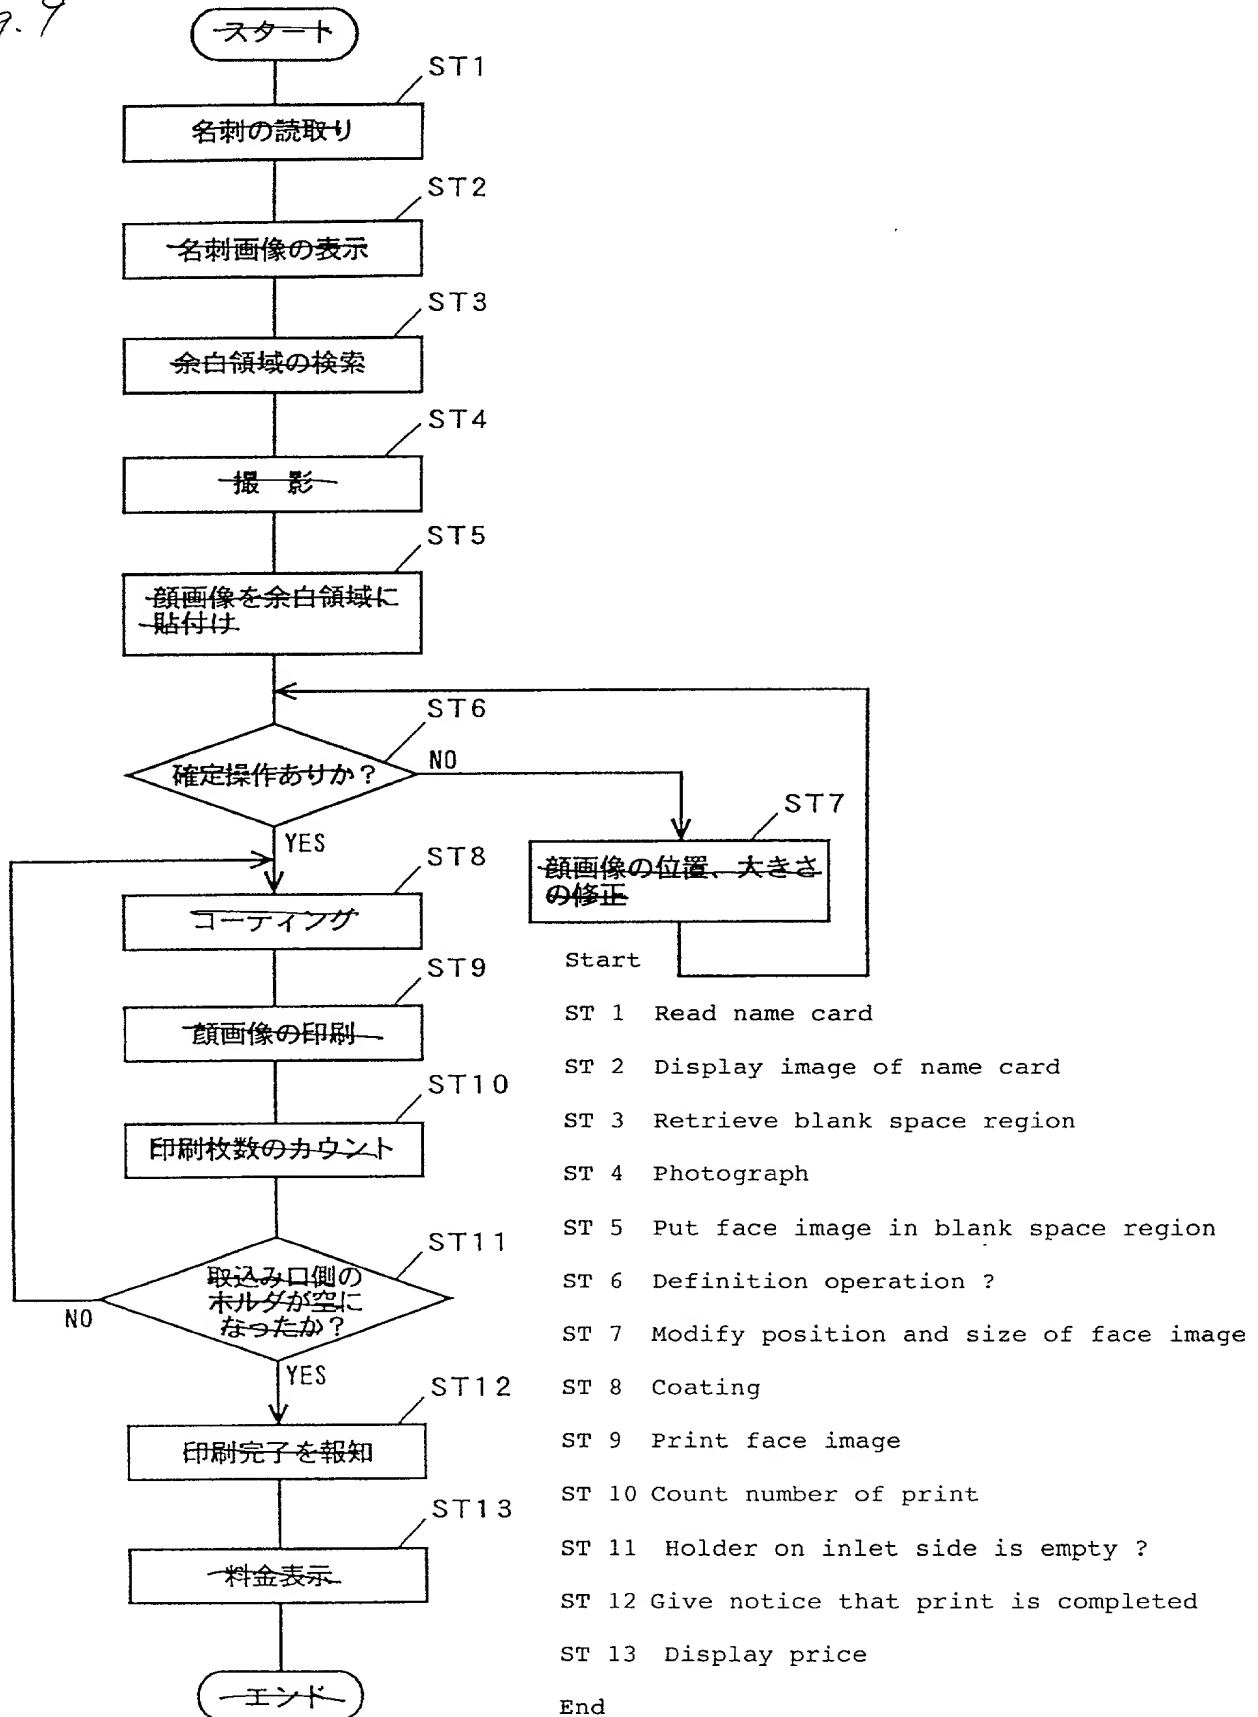 g. 9
スタート
ST1
名刺の読取り
ST2
名刺画像の表示
ST3
余白領域の検索
ST4
撮 影
ST5
顔画像を余白領域に
貼付け
ST6
確定操作ありか?
NO
YES
ST7
顔画像の位置、大きさ
の修正
ST8
コーティング
ST9
顔画像の印刷
ST10
印刷枚数のカウント
ST11
取込み口側の
ホルダが空に
なったか?
NO
YES
ST12
印刷完了を報知
ST13
料金表示
エンド
Start
ST 1 Read name card
ST 2 Display image of name card
ST 3 Retrieve blank space region
ST 4 Photograph
ST 5 Put face image in blank space region
ST 6 Definition operation ?
ST 7 Modify position and size of face image
ST 8 Coating
ST 9 Print face image
ST 10 Count number of print
ST 11 Holder on inlet side is empty ?
ST 12 Give notice that print is completed
ST 13 Display price
End